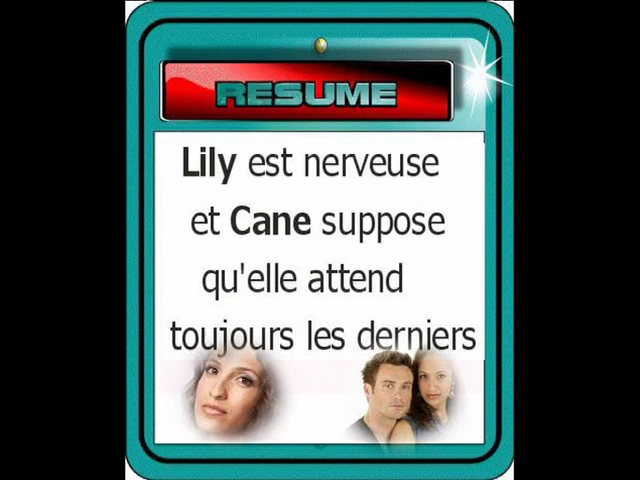 RESUME
Lily est nerveuse
et Cane suppose
qu'elle attend
toujours les derniers